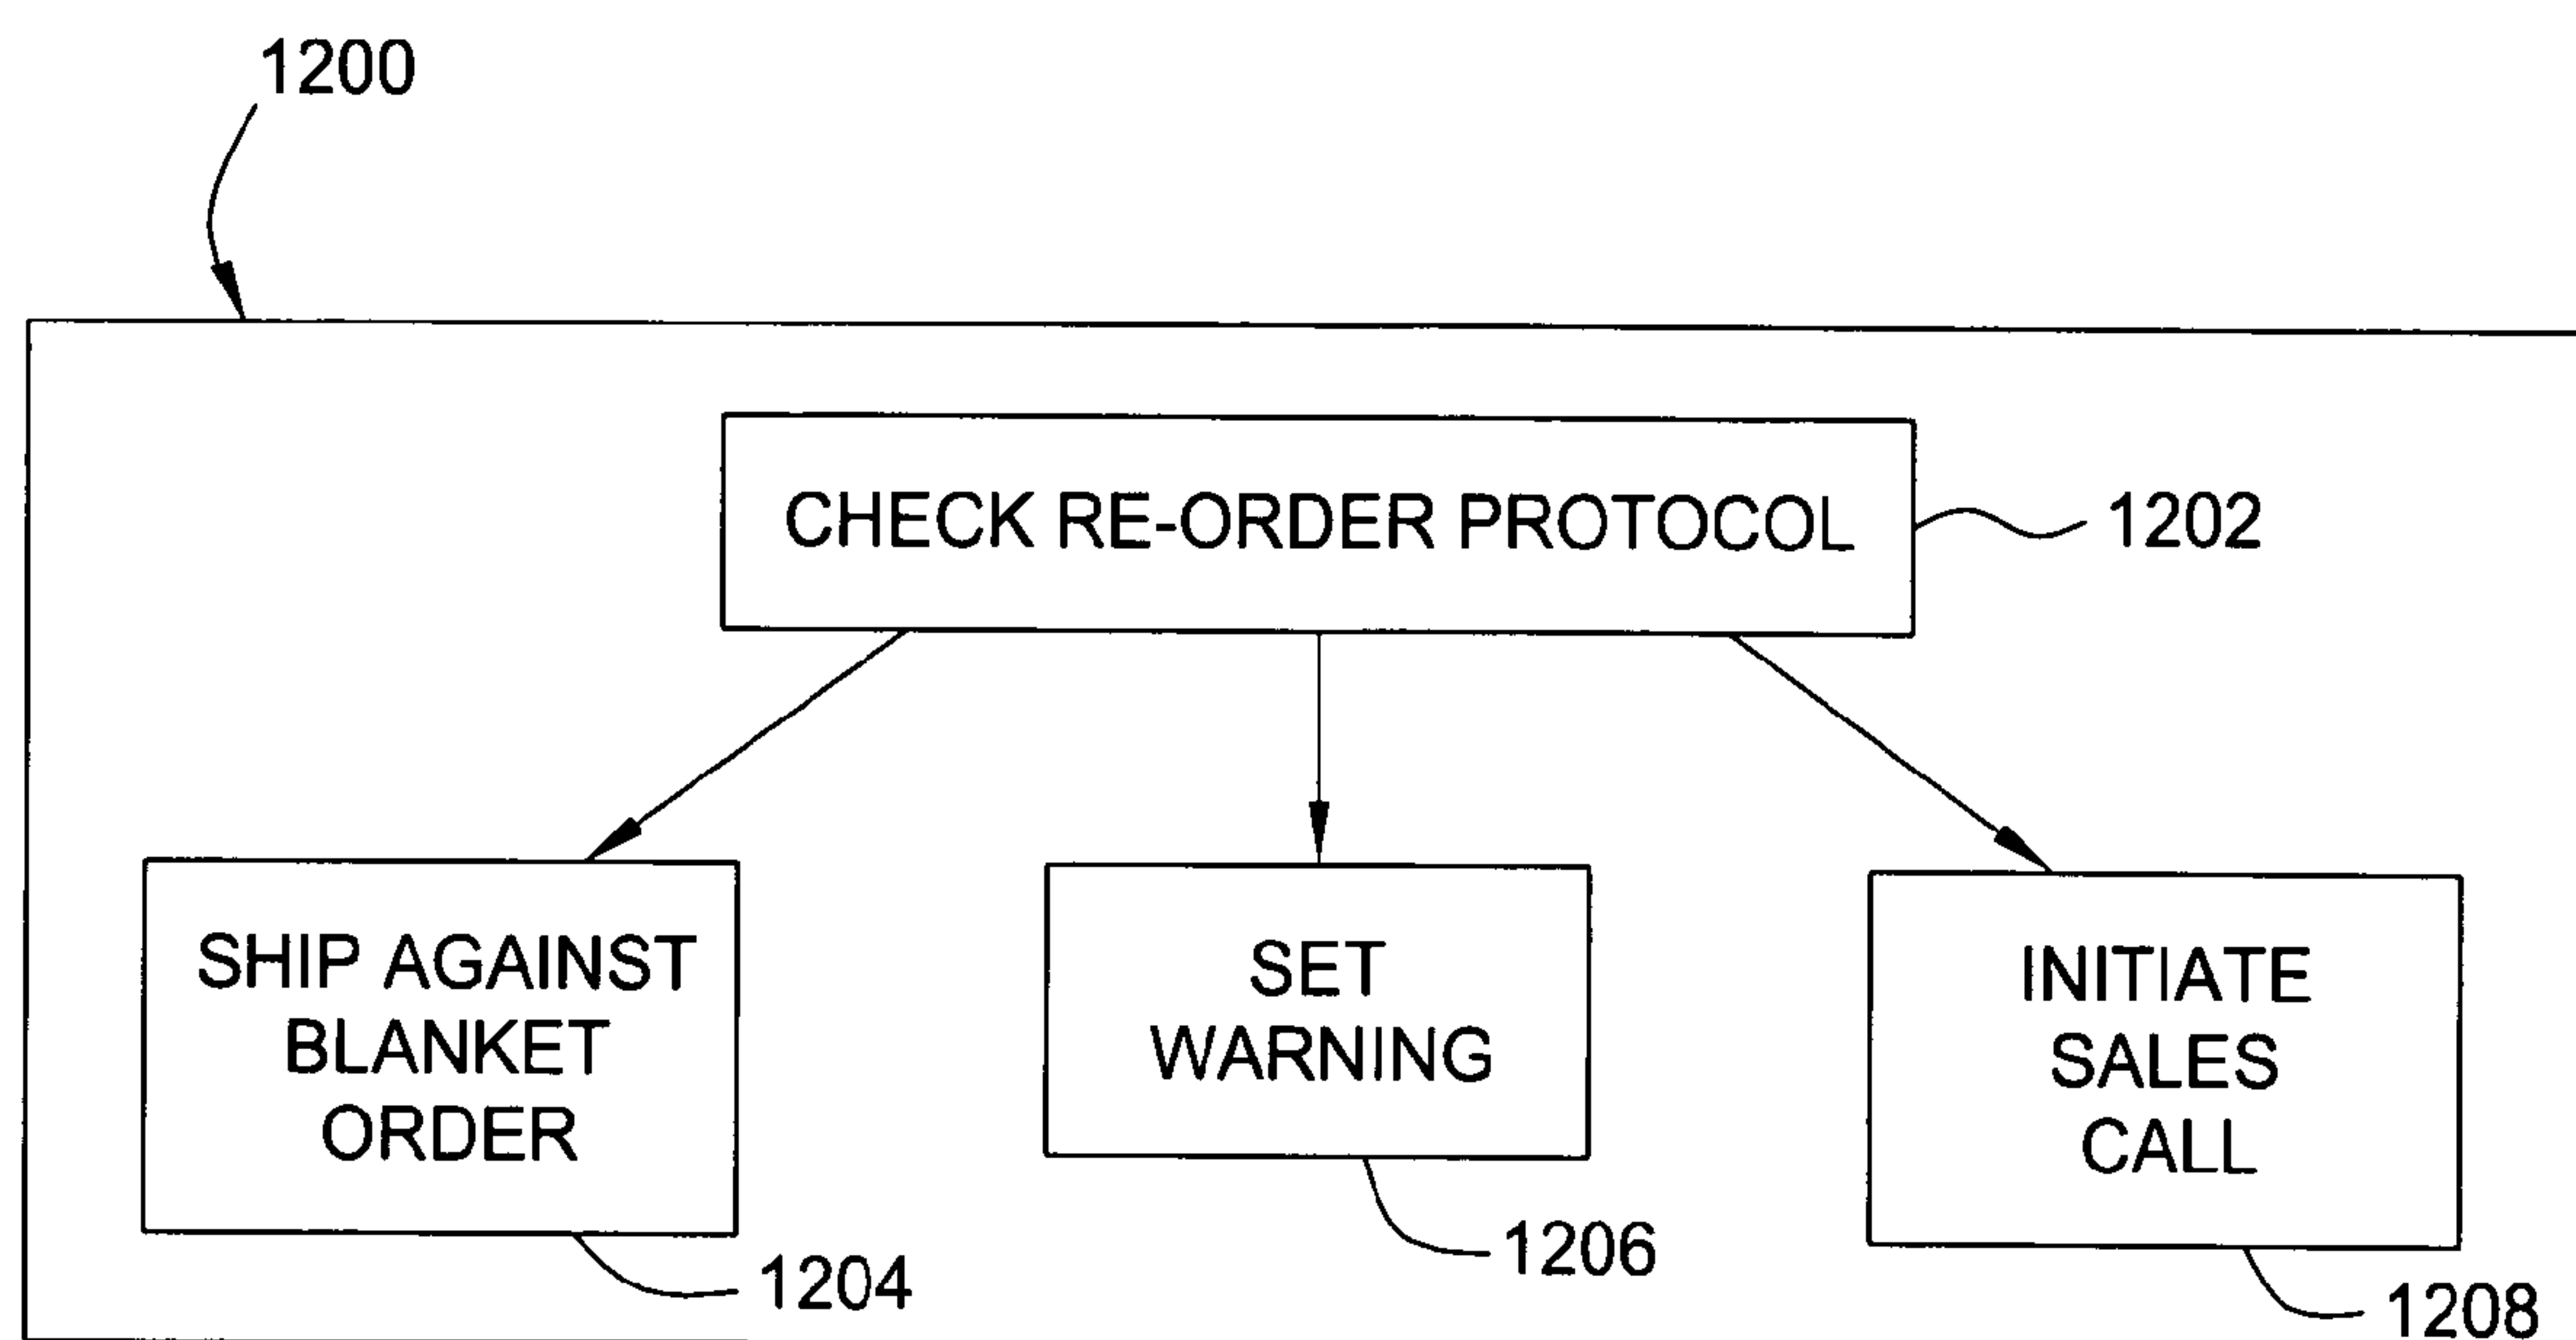 1200
CHECK RE-ORDER PROTOCOL
1202
SHIP AGAINST
BLANKET
ORDER
1204
SET
WARNING
1206
INITIATE
SALES
CALL
1208